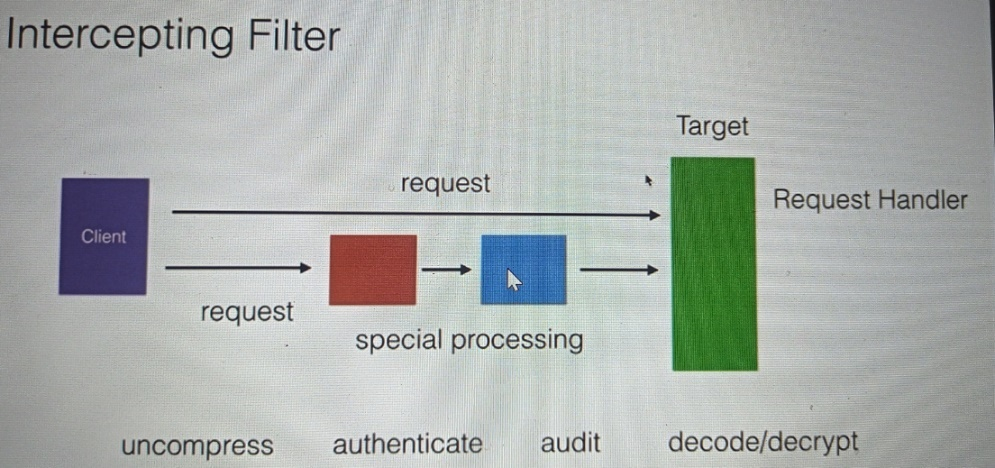 Intercepting Filter
Target
request
Request Handler
Client
request
special processing
uncompress authenticate audit decode/decrypt